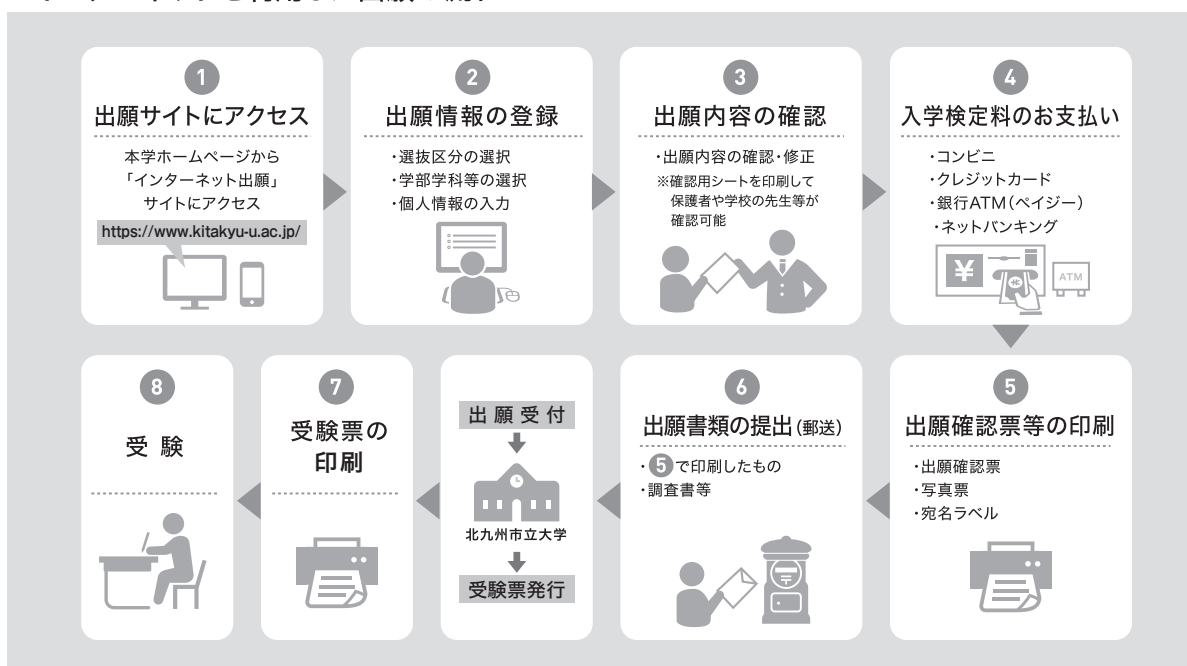 1
出願サイトにアクセス
本学ホームページから
「インターネット出願」
サイトにアクセス
https://www.kitakyu-u.ac.jp/
2
出願情報の登録
・選抜区分の選択
・学部学科等の選択
・個人情報の入力
3
出願内容の確認
・出願内容の確認・修正
※確認用シートを印刷して
保護者や学校の先生等が
確認可能
4
入学検定料のお支払い
・コンビニ
・クレジットカード
・銀行ATM(ペイジー)
・ネットバンキング
¥
ATM
5
出願確認票等の印刷
・出願確認票
・写真票
・宛名ラベル
6
出願書類の提出(郵送)
・5で印刷したもの
・調査書等
出願受付
北九州市立大学
受験票発行
7
受験票の
印刷
8
受験